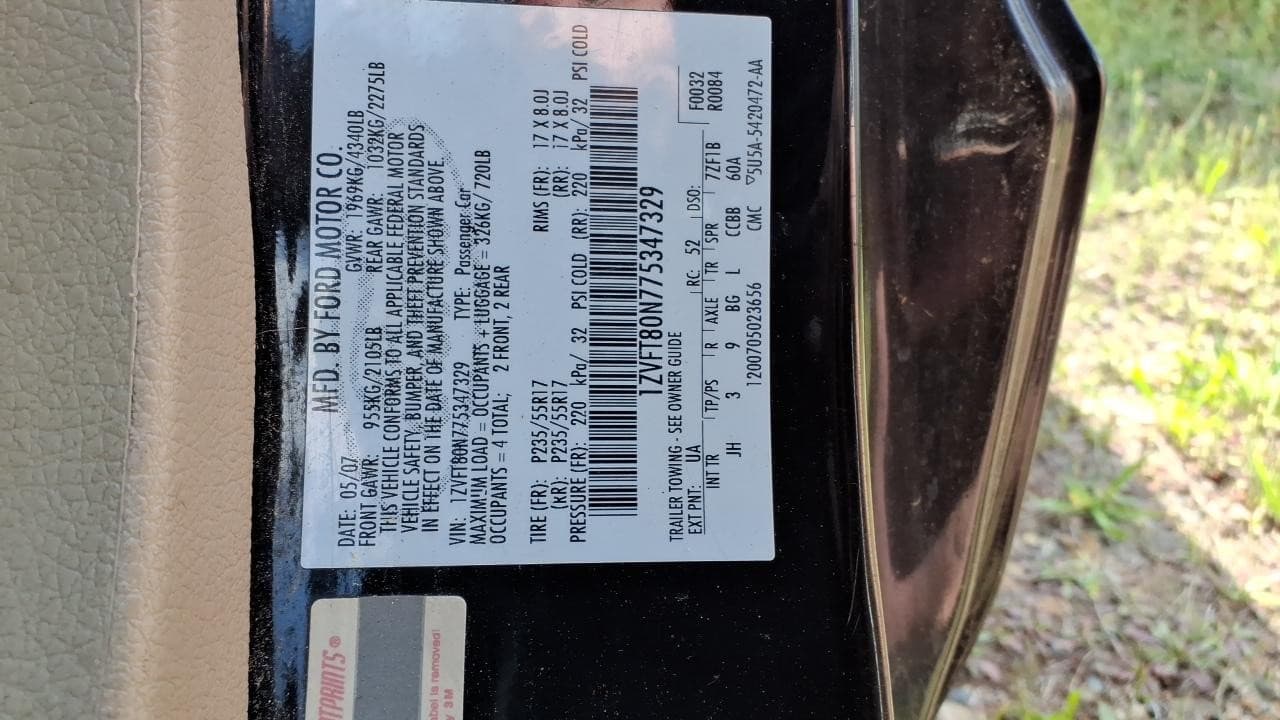 MFD. BY FORD MOTOR CO.
DATE: 05/07 GVWR: 1969KG/4340LB
FRONT GAWR: 955KG/2105LB REAR GAWR: 1032KG/2275LB
THIS VEHICLE CONFORMS TO ALL APPLICABLE FEDERAL MOTOR
VEHICLE SAFETY, BUMPER, AND THEFT PREVENTION STANDARDS
IN EFFECT ON THE DATE OF MANUFACTURE SHOWN ABOVE.
VIN: 1ZVFT80N775347329 TYPE: Passenger Car
MAXIMUM LOAD = OCCUPANTS + LUGGAGE = 326KG/ 720LB
OCCUPANTS = 4 TOTAL; 2 FRONT, 2 REAR
TIRE (FR): P235/55R17 RIMS (FR): 17 X 8.0J
(RR): P235/55R17 (RR): 17 X 8.0J
PRESSURE (FR): 220 kPa/ 32 PSI COLD (RR): 220 kPa/ 32 PSI COLD
1ZVFT80N775347329
TRAILER TOWING - SEE OWNER GUIDE
EXT PNT: UA RC: 52 DSO: F0032
R0084
INT TR TP/PS R AXLE TR SPR 7ZF1B
JH 3 9 BG L CCBB 60A
1200705023656 CMC ▽5U5A-5420472-AA
TPRINTS®
abel is removed!
y 3M